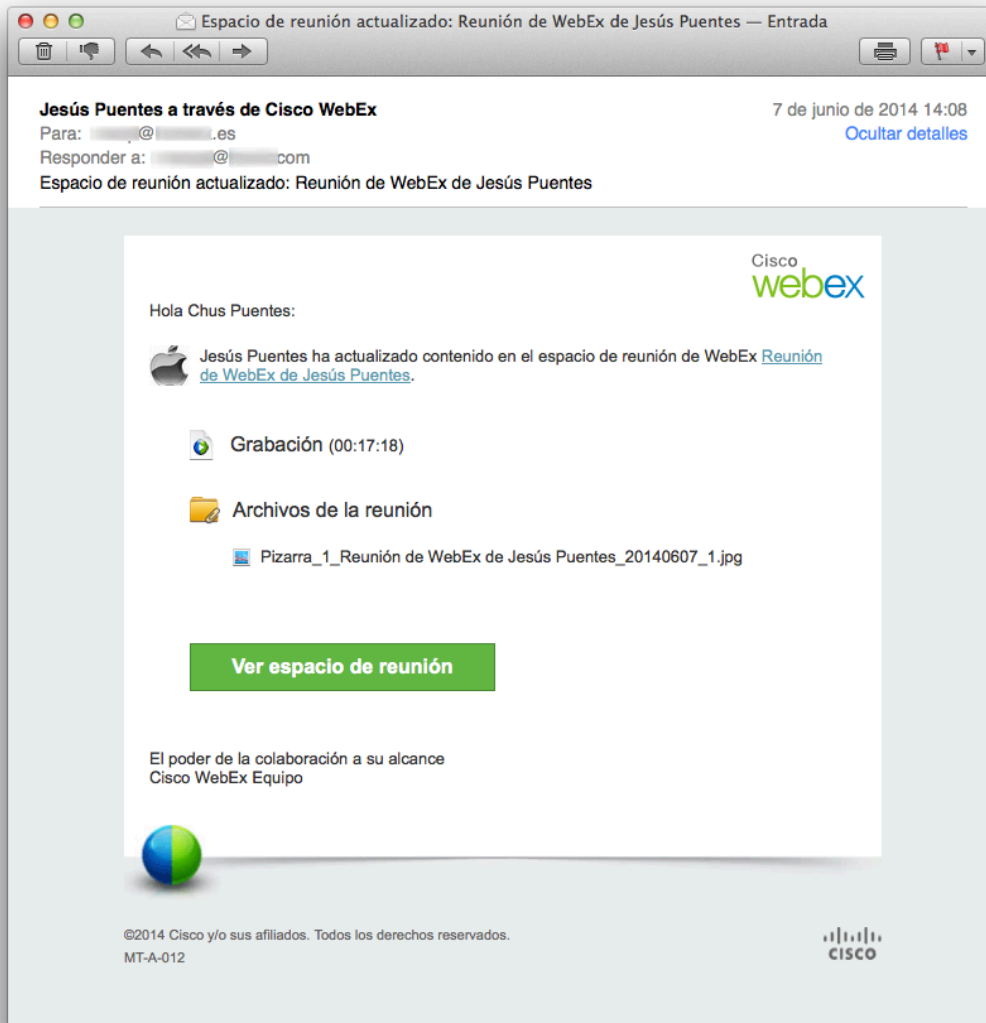 Espacio de reunión actualizado: Reunión de WebEx de Jesús Puentes — Entrada
Jesús Puentes a través de Cisco WebEx
7 de junio de 2014 14:08
Para: @ .es
Ocultar detalles
Responder a: @ com
Espacio de reunión actualizado: Reunión de WebEx de Jesús Puentes
Cisco
webex
Hola Chus Puentes:
Jesús Puentes ha actualizado contenido en el espacio de reunión de WebEx Reunión
de WebEx de Jesús Puentes.
Grabación (00:17:18)
Archivos de la reunión
Pizarra_1_Reunión de WebEx de Jesús Puentes_20140607_1.jpg
Ver espacio de reunión
El poder de la colaboración a su alcance
Cisco WebEx Equipo
©2014 Cisco y/o sus afiliados. Todos los derechos reservados.
MT-A-012
CISCO